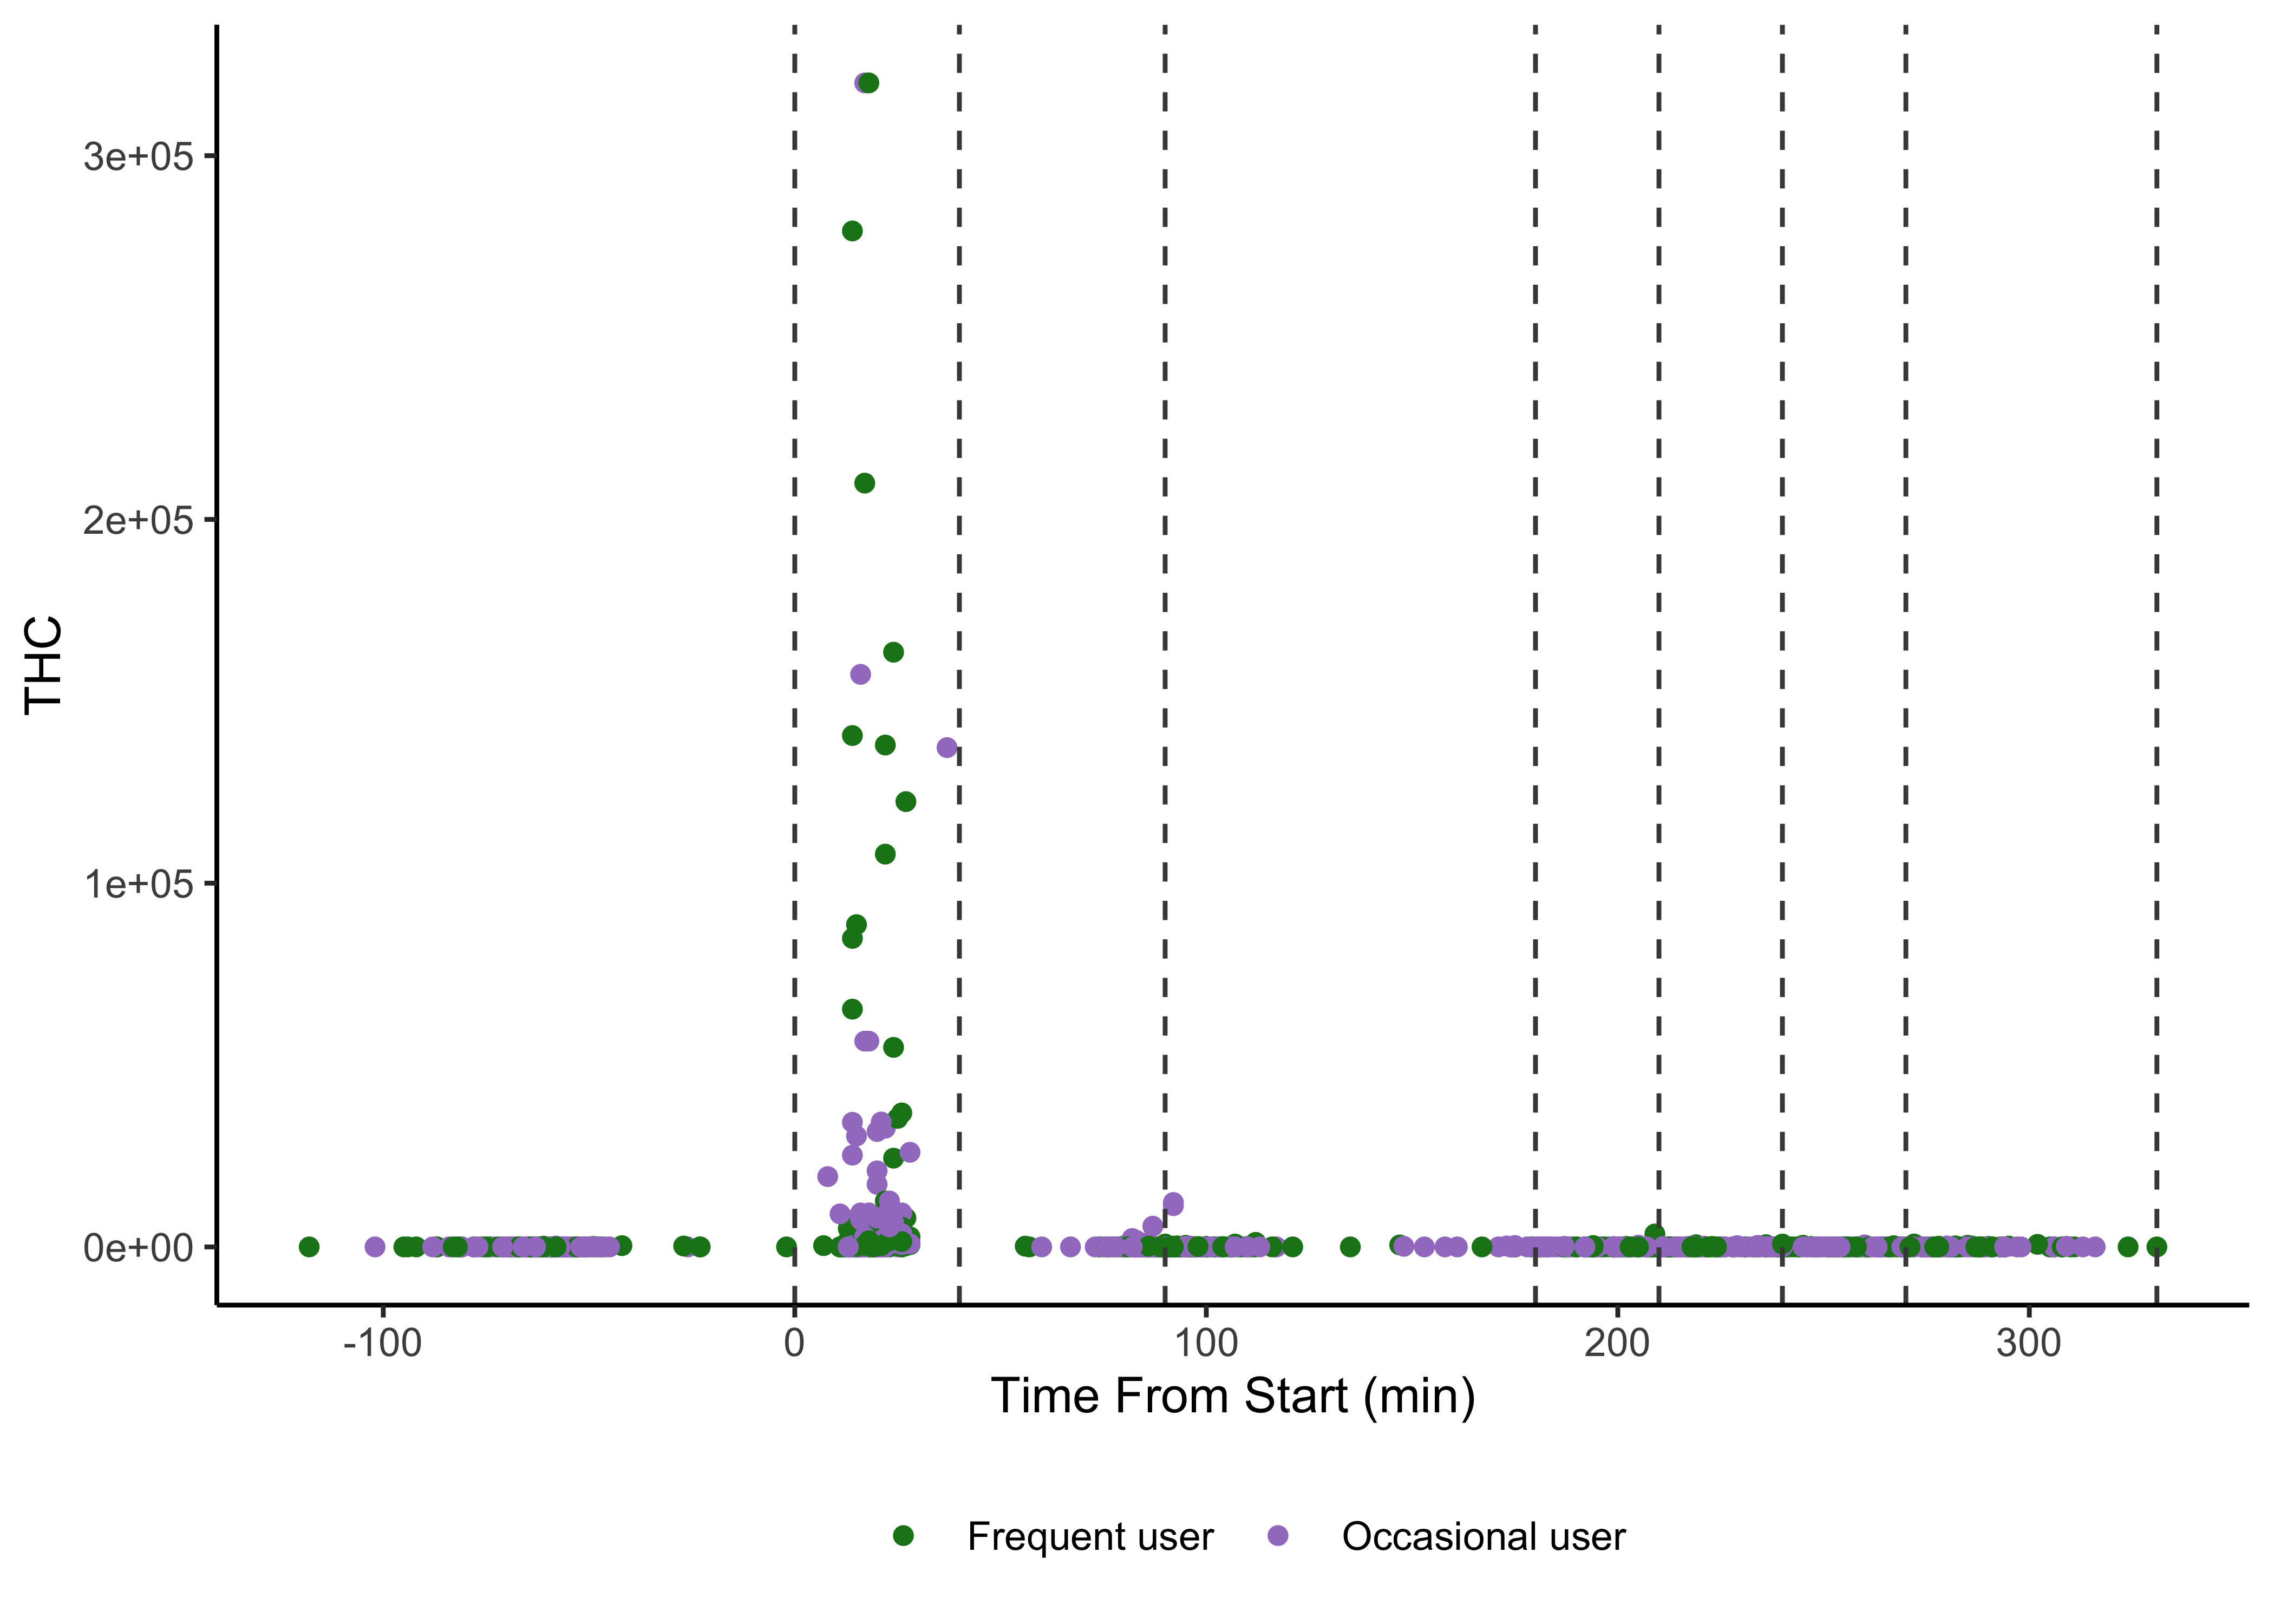 3e+05
2e+05
THC
1e+05
0e+00
-100 0 100 200 300
Time From Start (min)
Frequent user Occasional user